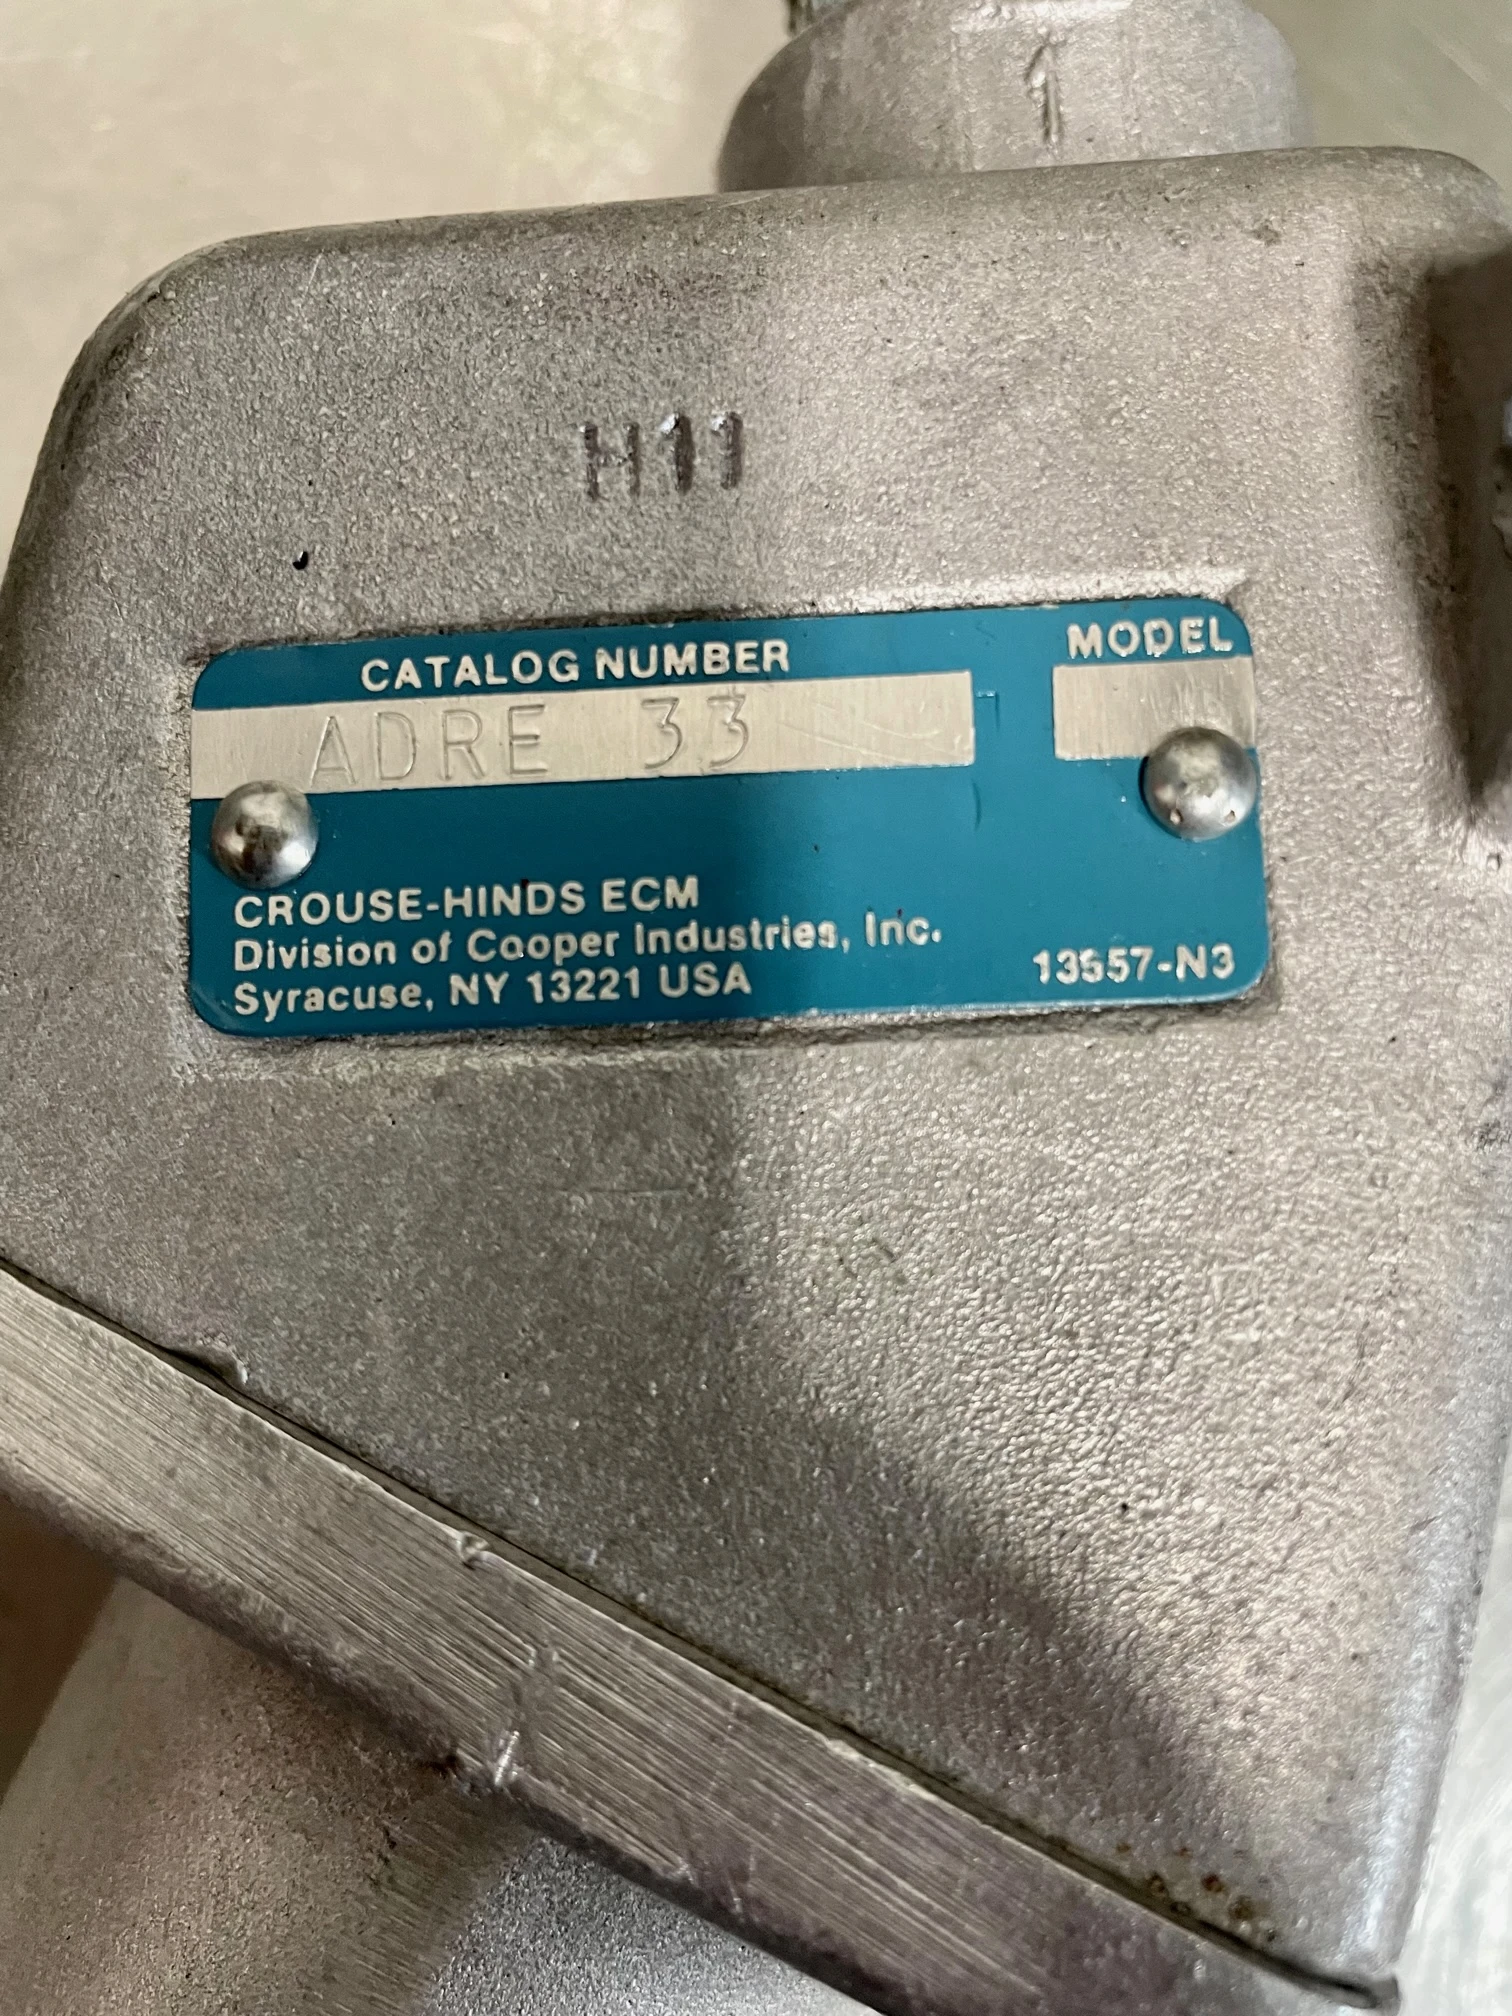 1
H11
CATALOG NUMBER
MODEL
ADRE 33
CROUSE-HINDS ECM
Division of Cooper Industries, Inc.
Syracuse, NY 13221 USA
13557-N3